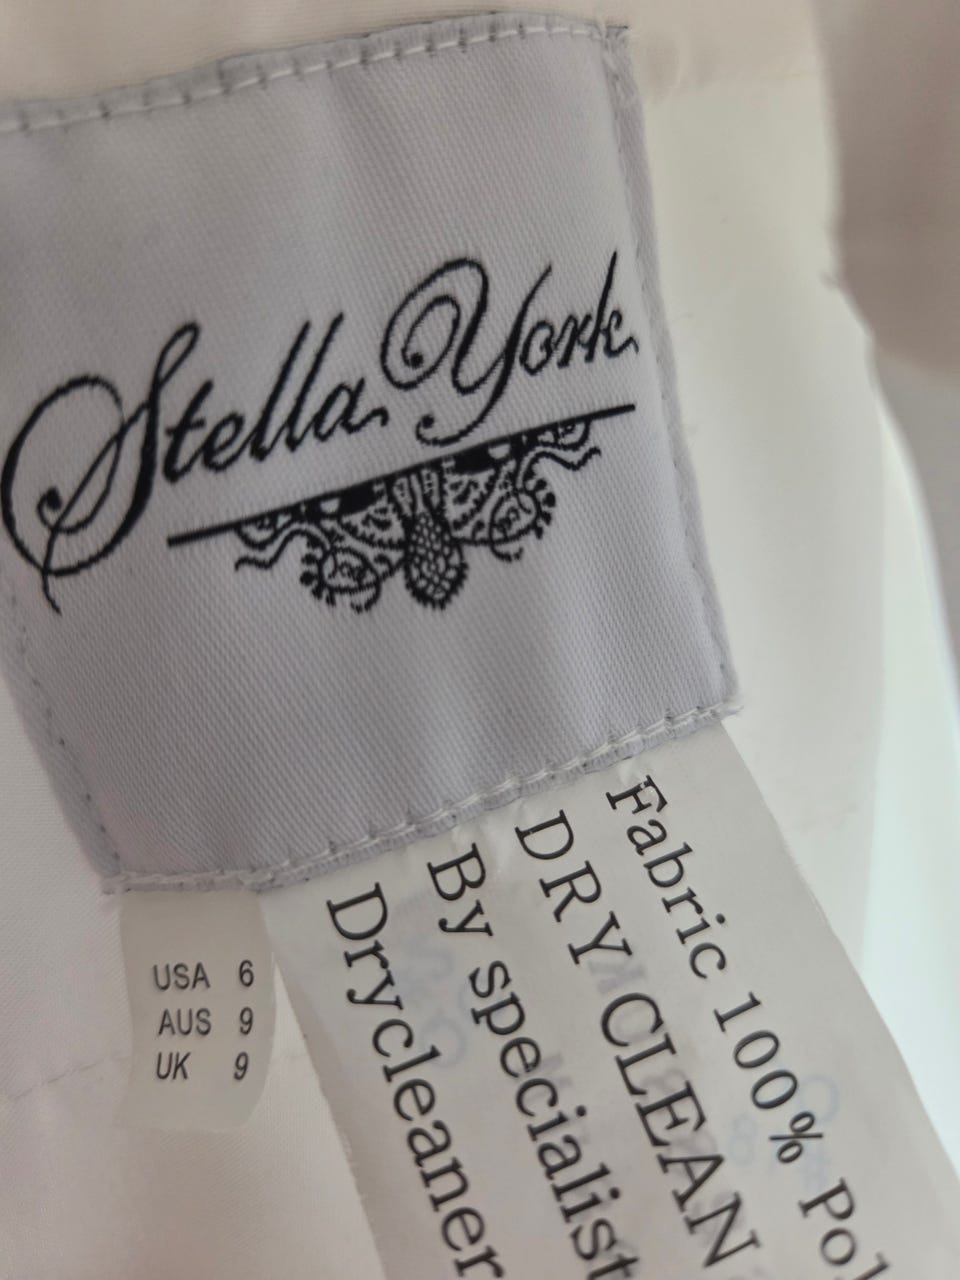 Stella York
USA 6
AUS 9
UK 9
Fabric 100% Pol
DRY CLEAN
By specialist
Drycleaner